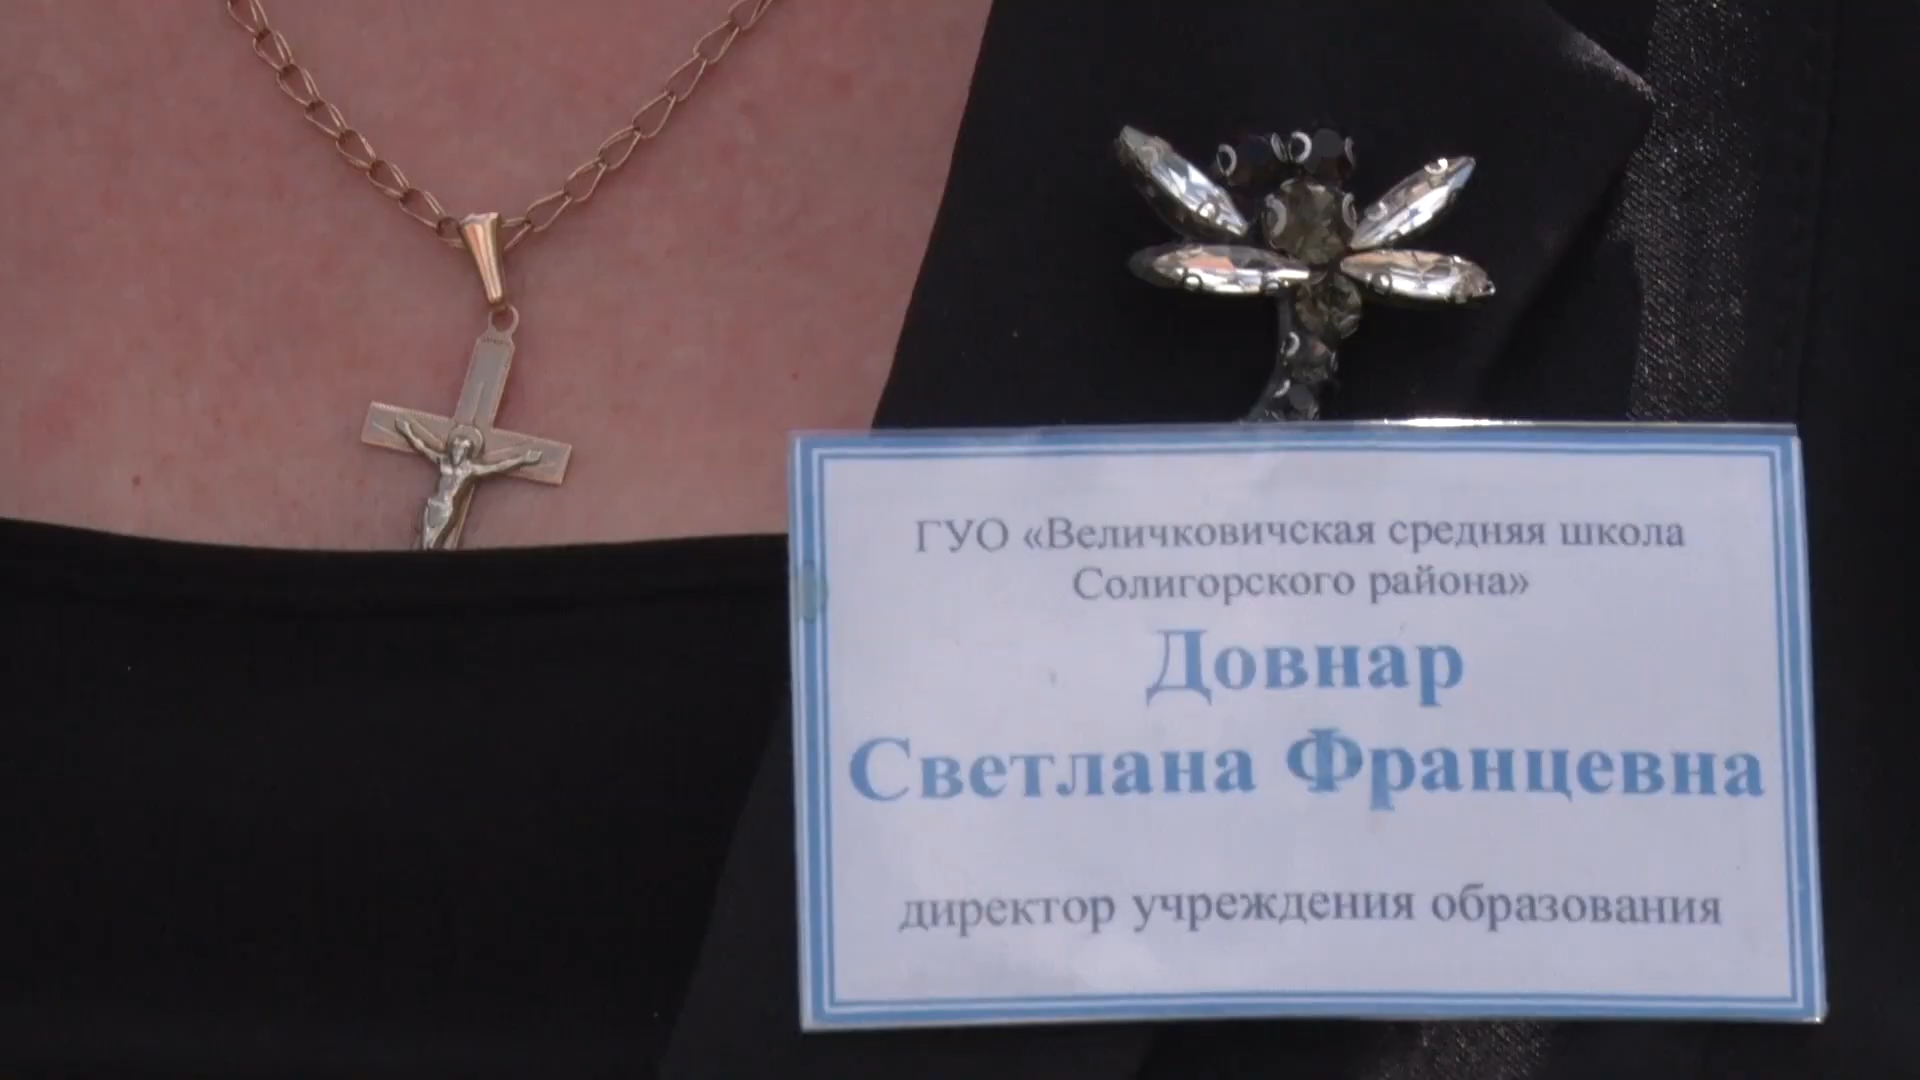 ГУО «Величковичская средняя школа
Солигорского района»
Довнар
Светлана Францевна
директор учреждения образования